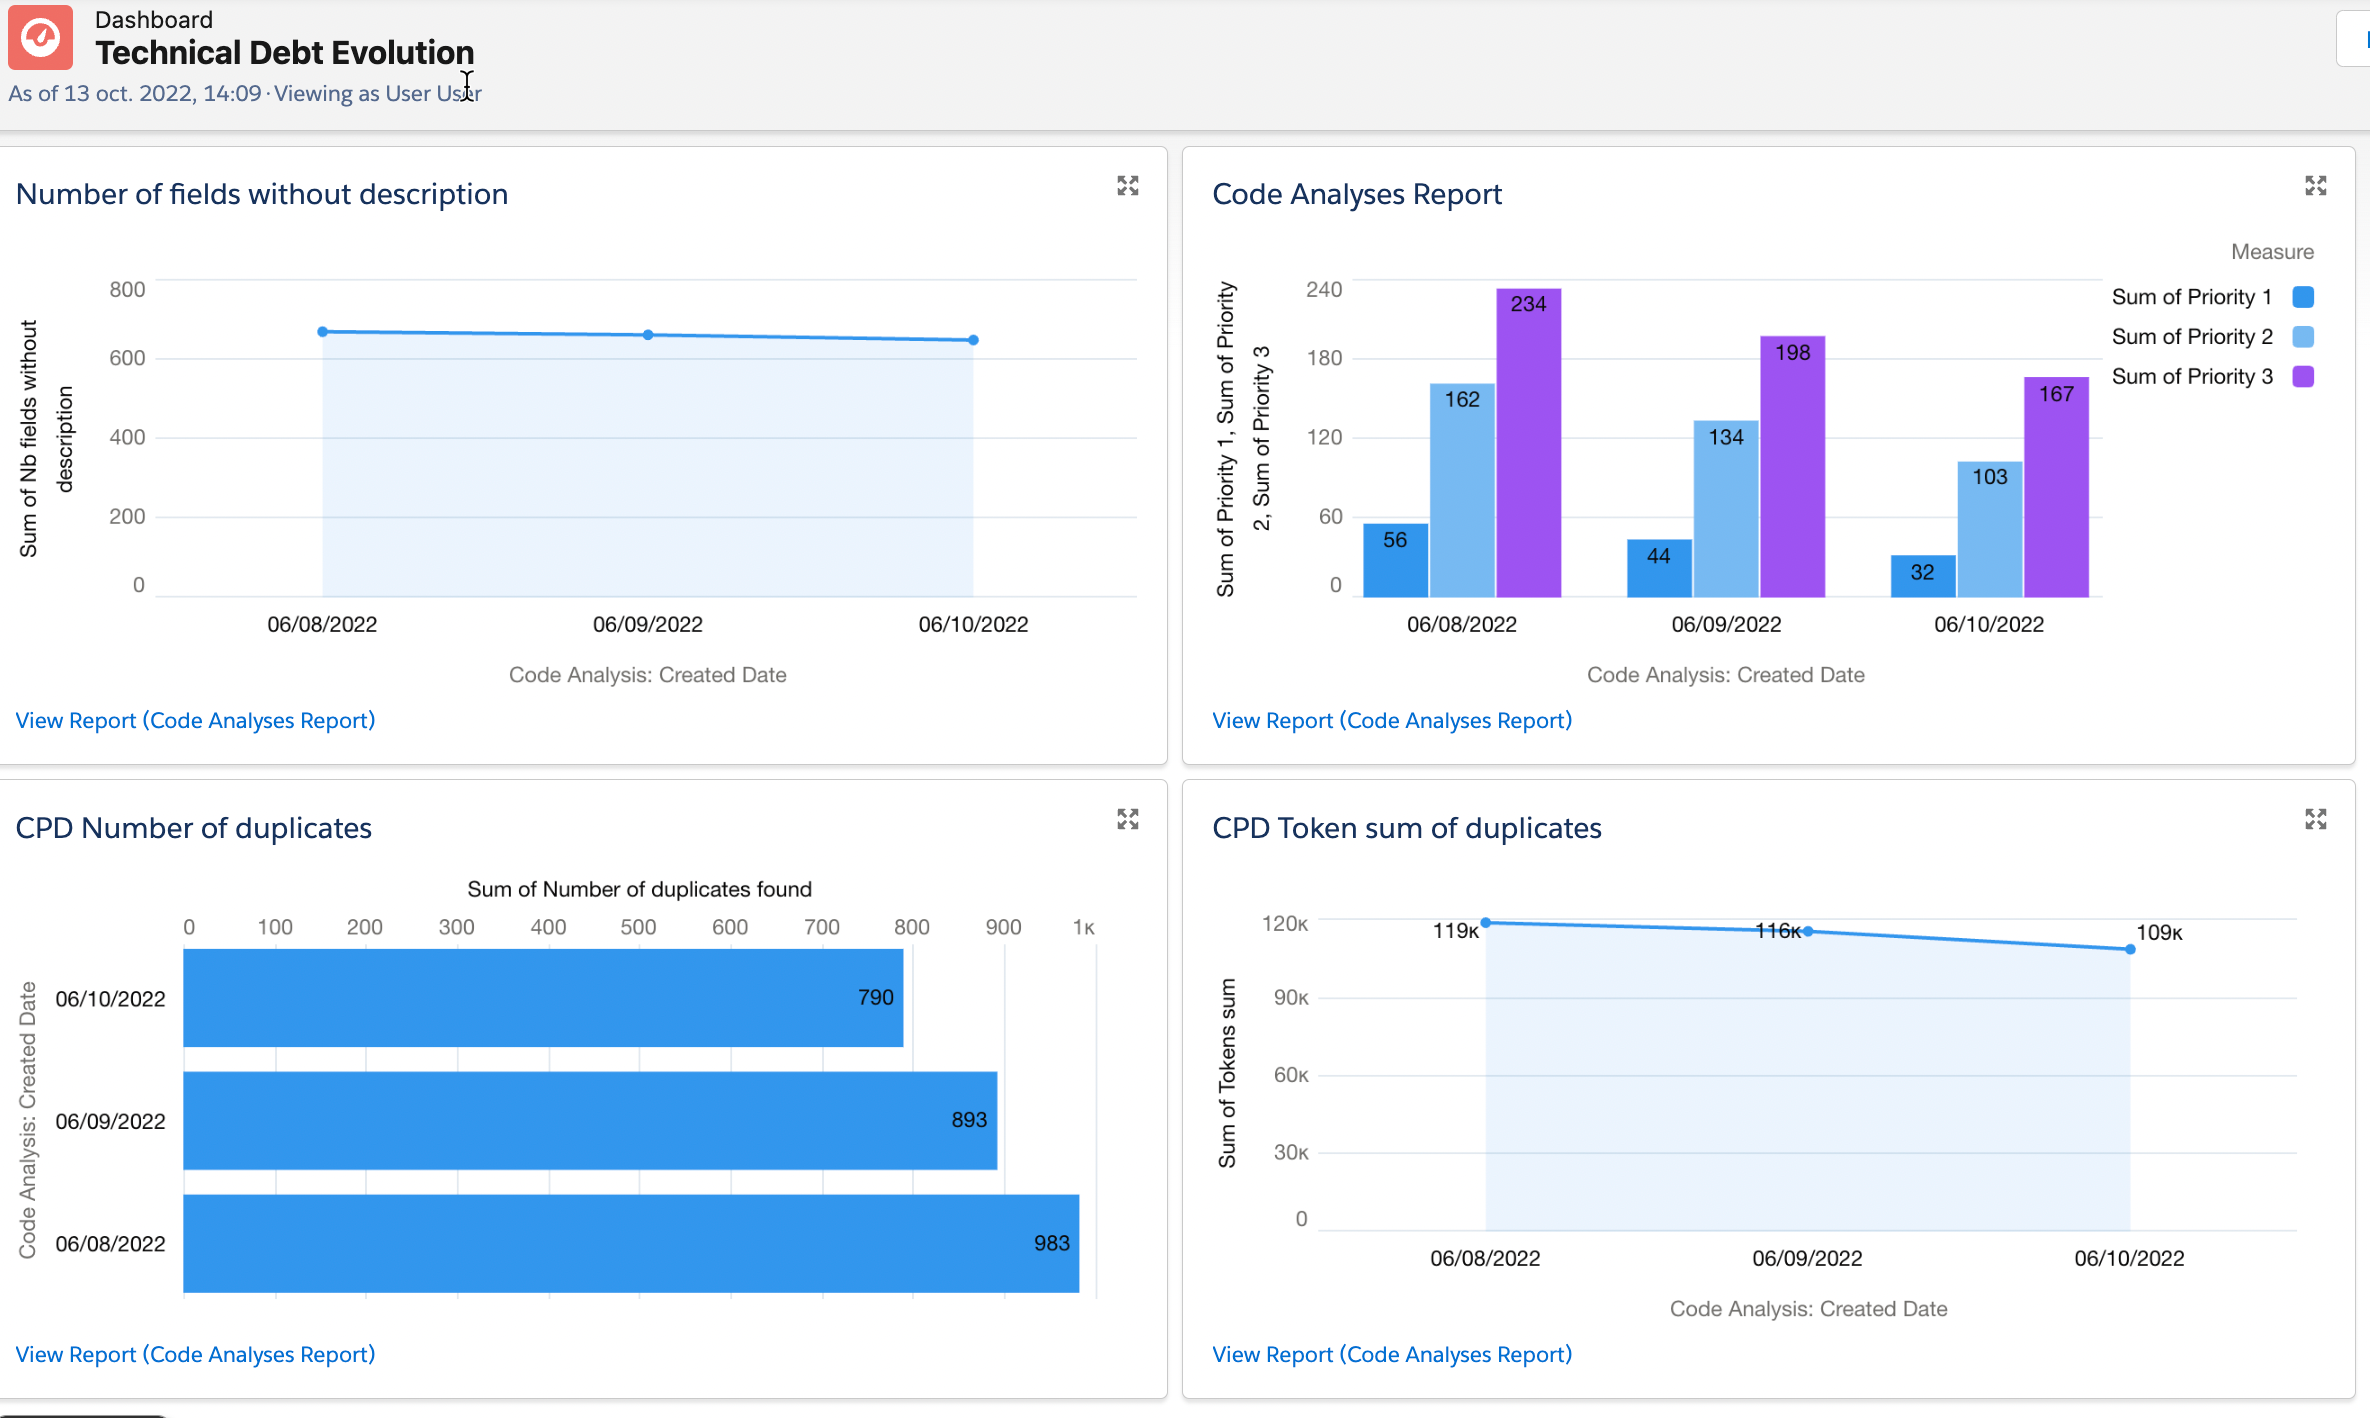 Dashboard
Technical Debt Evolution
As of 13 oct. 2022, 14:09·Viewing as User User
Number of fields without description
Sum of Nb fields without
description
800
600
400
200
0
06/08/2022
06/09/2022
06/10/2022
Code Analysis: Created Date
View Report (Code Analyses Report)
Code Analyses Report
Measure
Sum of Priority 1
Sum of Priority 2
Sum of Priority 3
Sum of Priority 1, Sum of Priority
2, Sum of Priority 3
240
180
120
60
0
56
162
234
44
134
198
32
103
167
06/08/2022
06/09/2022
06/10/2022
Code Analysis: Created Date
View Report (Code Analyses Report)
CPD Number of duplicates
Sum of Number of duplicates found
0 100 200 300 400 500 600 700 800 900 1K
Code Analysis: Created Date
06/10/2022
790
06/09/2022
893
06/08/2022
983
View Report (Code Analyses Report)
CPD Token sum of duplicates
Sum of Tokens sum
120K
90K
60K
30K
0
119K
116K
109K
06/08/2022
06/09/2022
06/10/2022
Code Analysis: Created Date
View Report (Code Analyses Report)